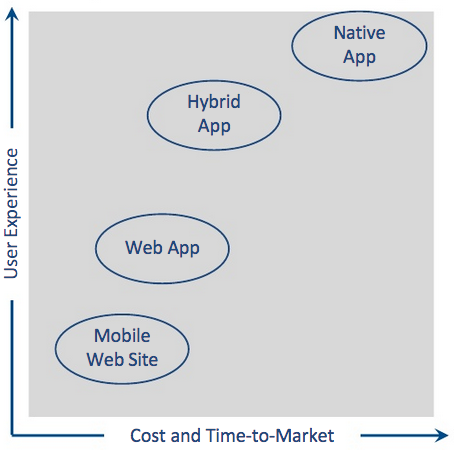 Native
App
Hybrid
App
Web App
Mobile
Web Site
User Experience
Cost and Time-to-Market